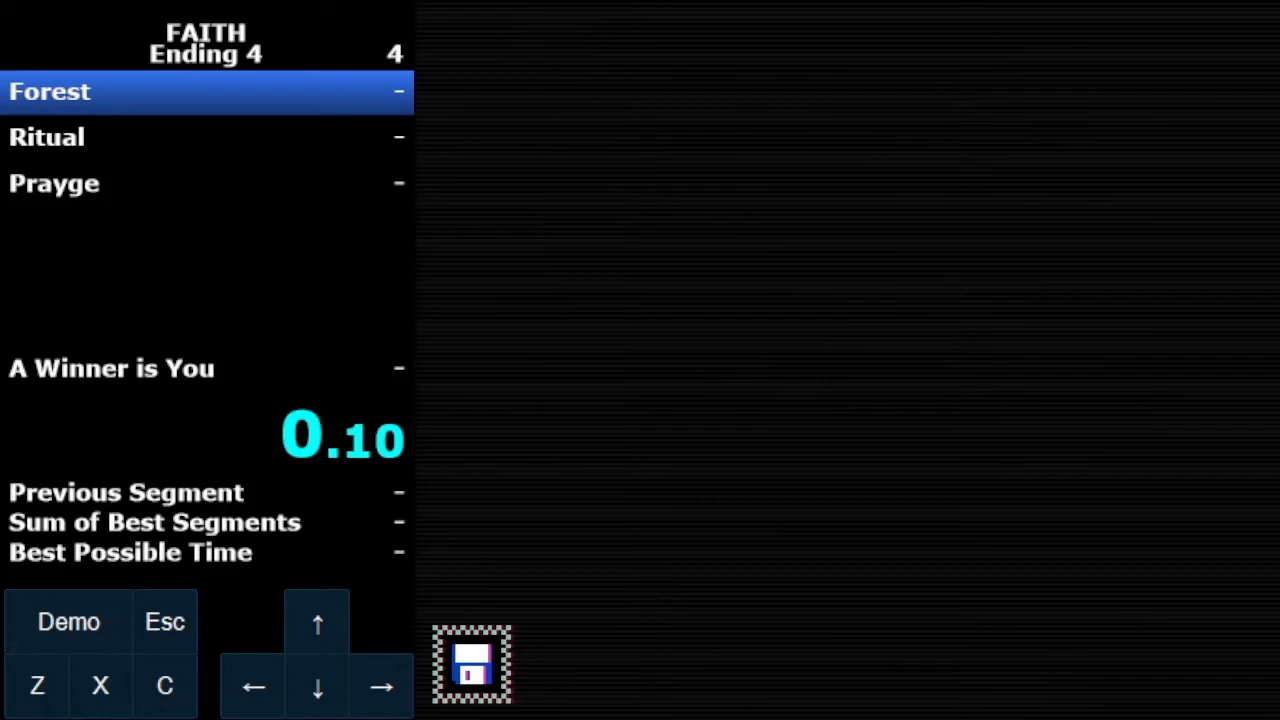 FAITH
Ending 4 4
Forest -
Ritual -
Prayge -
A Winner is You -
0.10
Previous Segment -
Sum of Best Segments -
Best Possible Time -
Demo Esc ↑
Z X C ← ↓ →